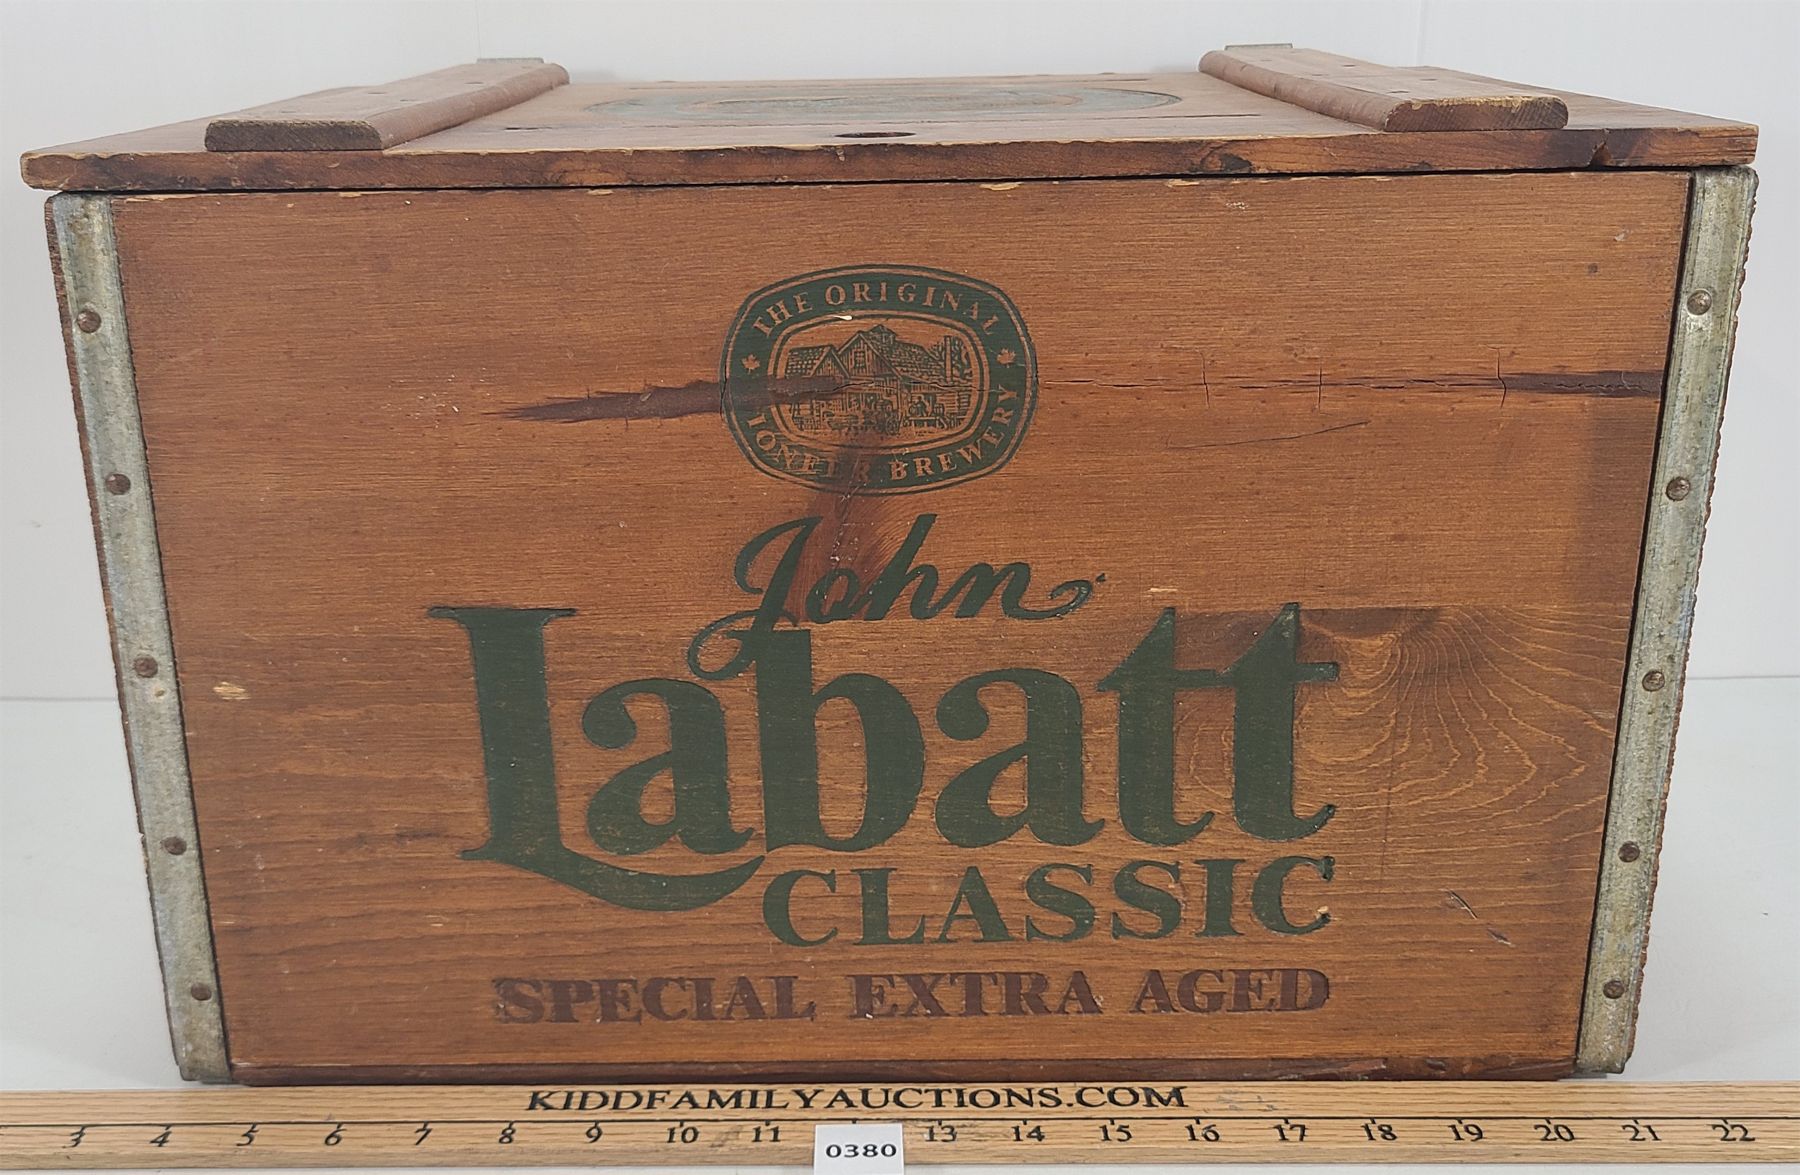 THE ORIGINAL
PIONEER BREWERY
John
Labatt
CLASSIC
SPECIAL EXTRA AGED
KIDDFAMILYAUCTIONS.COM
3 4 5 6 7 8 9 10 11 13 14 15 16 17 18 19 20 21 22
0380